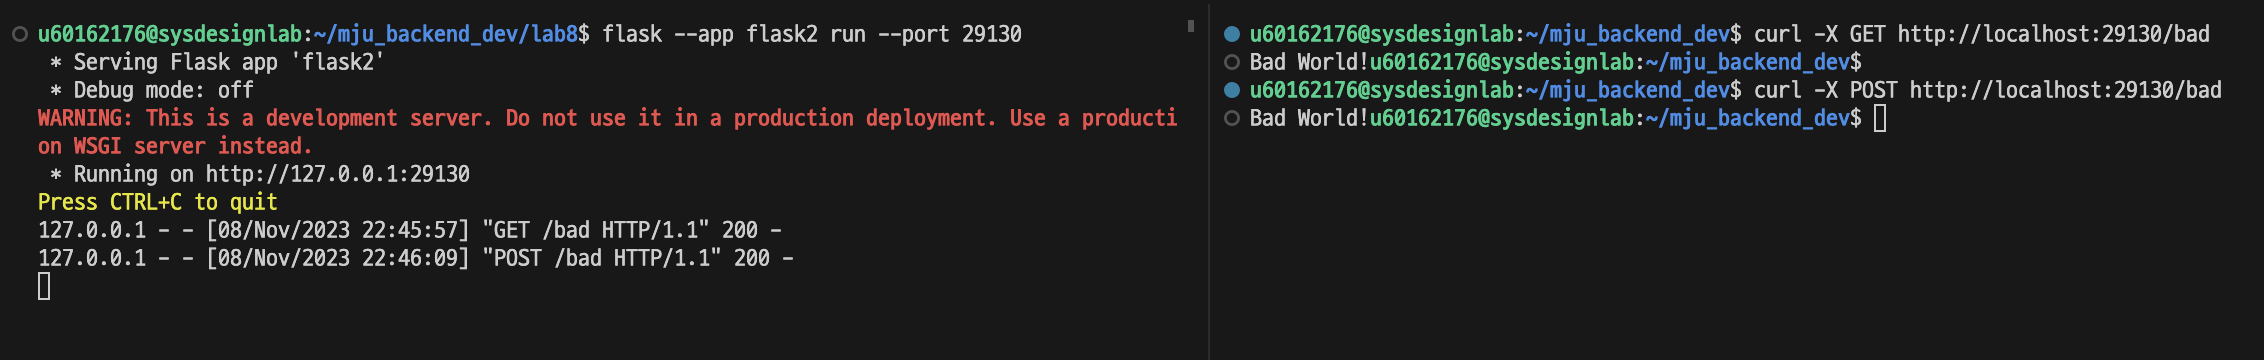 u60162176@sysdesignlab:~/mju_backend_dev/lab8$ flask --app flask2 run --port 29130
 * Serving Flask app 'flask2'
 * Debug mode: off
WARNING: This is a development server. Do not use it in a production deployment. Use a producti
on WSGI server instead.
 * Running on http://127.0.0.1:29130
Press CTRL+C to quit
127.0.0.1 - - [08/Nov/2023 22:45:57] "GET /bad HTTP/1.1" 200 -
127.0.0.1 - - [08/Nov/2023 22:46:09] "POST /bad HTTP/1.1" 200 -
u60162176@sysdesignlab:~/mju_backend_dev$ curl -X GET http://localhost:29130/bad
Bad World!u60162176@sysdesignlab:~/mju_backend_dev$
u60162176@sysdesignlab:~/mju_backend_dev$ curl -X POST http://localhost:29130/bad
Bad World!u60162176@sysdesignlab:~/mju_backend_dev$